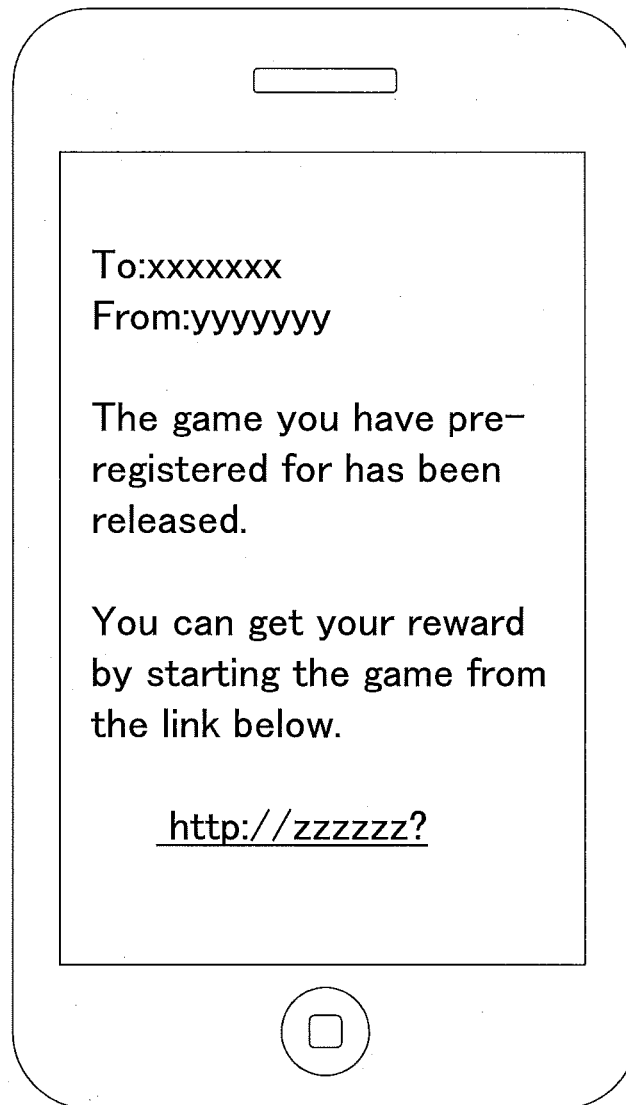 To:xxxxxxx
From:yyyyyyy
The game you have pre-
registered for has been
released.
You can get your reward
by starting the game from
the link below.
http://zzzzzz?